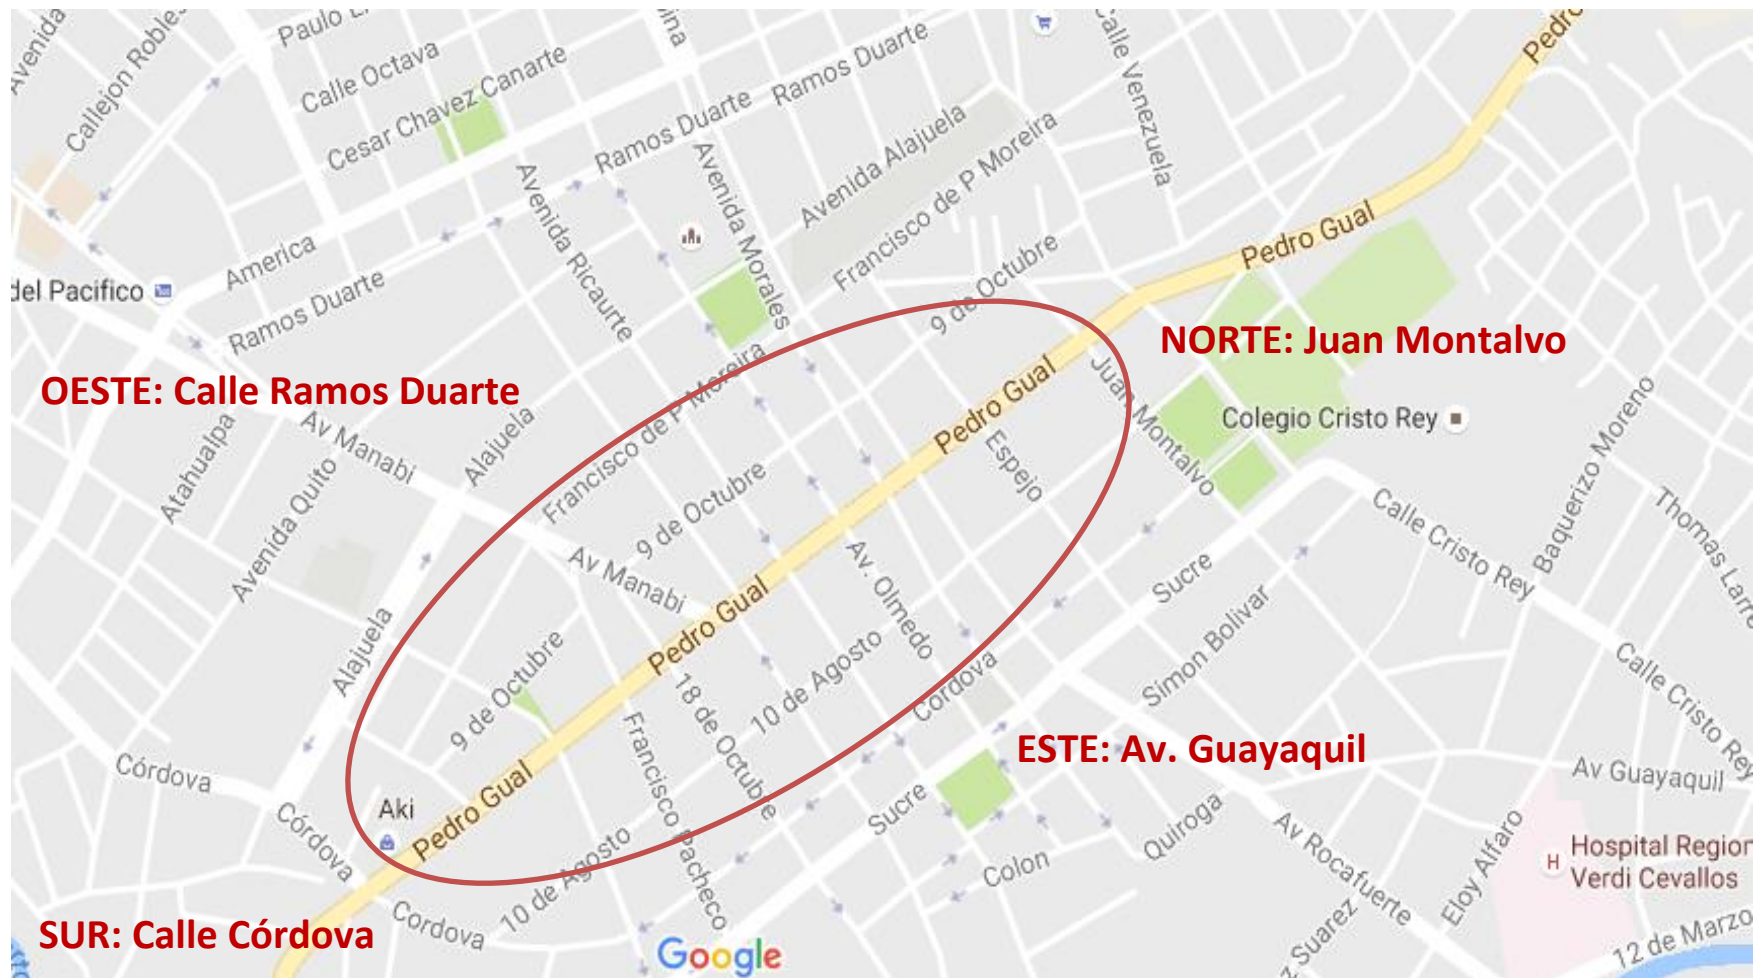 Avenida
Callejon Robles
Paulo E
Calle Octava
Cesar Chavez Canarte
Ramos Duarte
Ramos Duarte
Calle Venezuela
Pedro
Avenida Alajuela
Francisco de P Moreira
Avenida Ricaurte
Avenida Morales
America
Ramos Duarte
del Pacifico
9 de Octubre
Pedro Gual
NORTE: Juan Montalvo
OESTE: Calle Ramos Duarte
Juan Montalvo
Colegio Cristo Rey
Pedro Gual
Espejo
Francisco de P Moreira
Atahualpa
Av Manabi
Alajuela
Avenida Quito
9 de Octubre
Av Manabi
Calle Cristo Rey
Baquerizo Moreno
Thomas Larre
Sucre
Simon Bolivar
Av. Olmedo
Pedro Gual
Alajuela
9 de Octubre
18 de Octubre
10 de Agosto
Cordova
Calle Cristo Rey
Francisco Pacheco
ESTE: Av. Guayaquil
Av Guayaquil
Córdova
Córdova
Aki
Pedro Gual
Sucre
Quiroga
Colon
Av Rocafuerte
Eloy Alfaro
H
Hospital Region
Verdi Cevallos
10 de Agosto
Cordova
SUR: Calle Córdova
Google
z Suarez
12 de Marzo